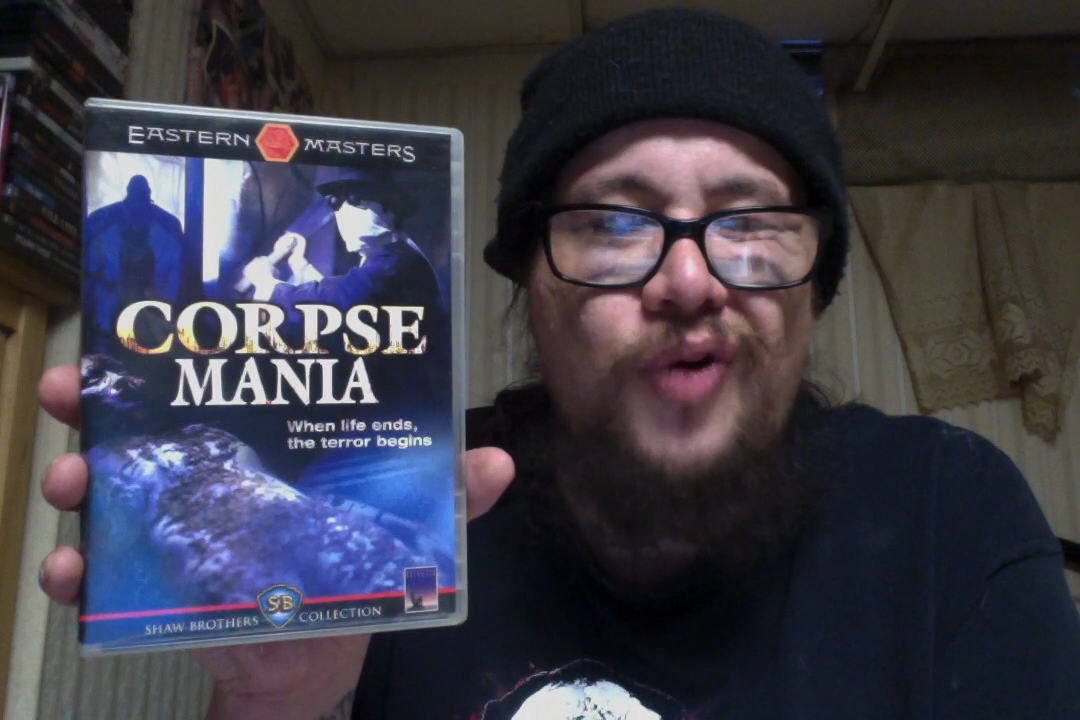 EASTERN MASTERS
CORPSE
MANIA
When life ends,
the terror begins
SB
SHAW BROTHERS COLLECTION